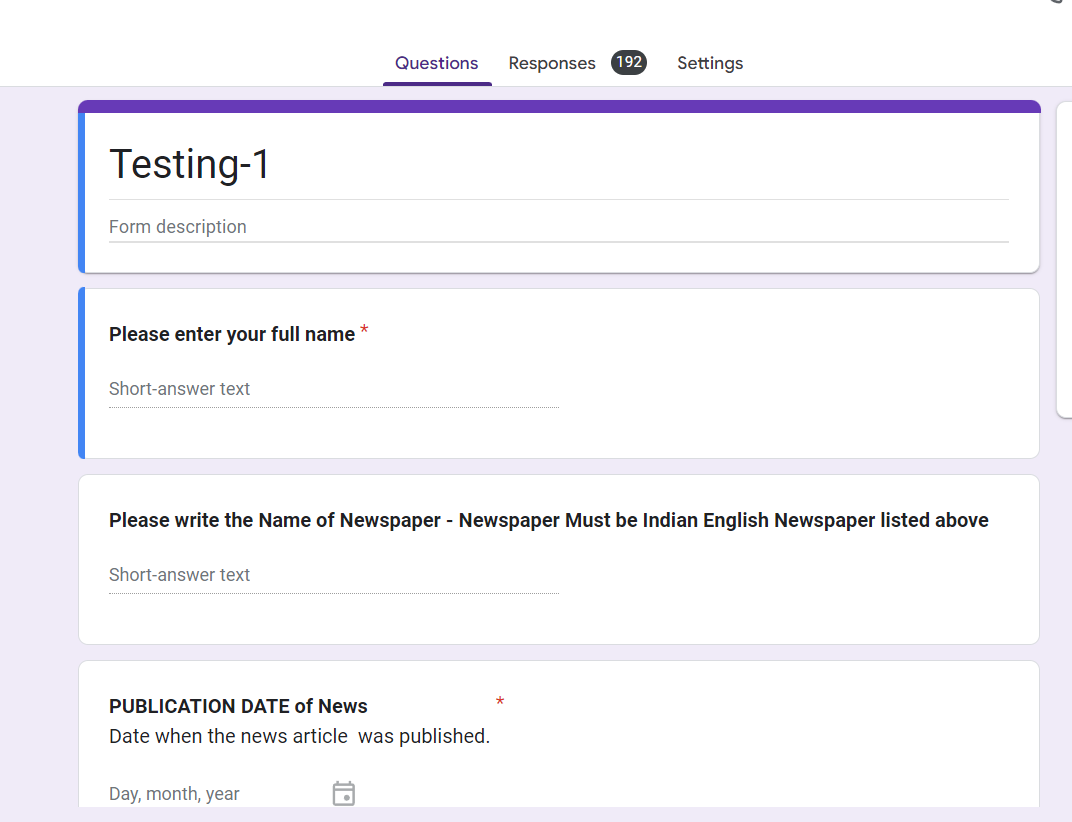 Questions Responses 192 Settings
Testing-1
Form description
Please enter your full name *
Short-answer text
Please write the Name of Newspaper - Newspaper Must be Indian English Newspaper listed above
Short-answer text
PUBLICATION DATE of News *
Date when the news article  was published.
Day, month, year